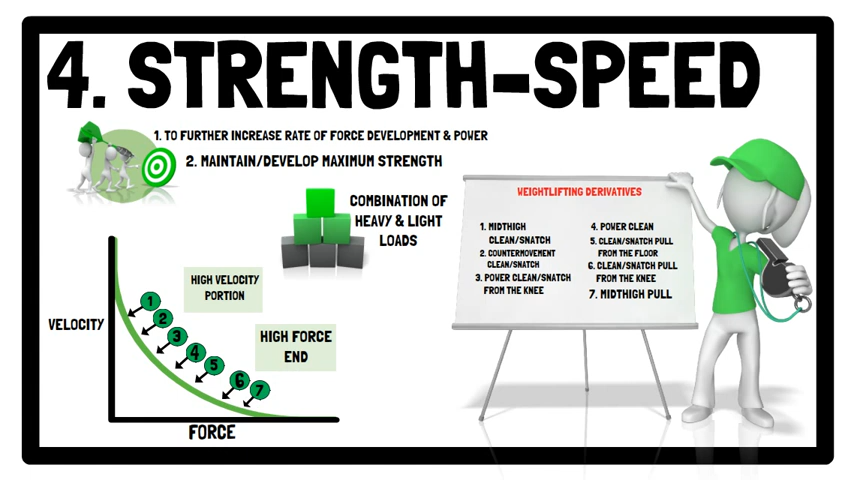 4. STRENGTH-SPEED
1. TO FURTHER INCREASE RATE OF FORCE DEVELOPMENT & POWER
2. MAINTAIN/DEVELOP MAXIMUM STRENGTH
COMBINATION OF
HEAVY & LIGHT
LOADS
WEIGHTLIFTING DERIVATIVES
1. MIDTHIGH
CLEAN/SNATCH
2. COUNTERMOVEMENT
CLEAN/SNATCH
3. POWER CLEAN/SNATCH
FROM THE KNEE
4. POWER CLEAN
5. CLEAN/SNATCH PULL
FROM THE FLOOR
6. CLEAN/SNATCH PULL
FROM THE KNEE
7. MIDTHIGH PULL
HIGH VELOCITY
PORTION
HIGH FORCE
END
VELOCITY
1
2
3
4
5
6
7
FORCE